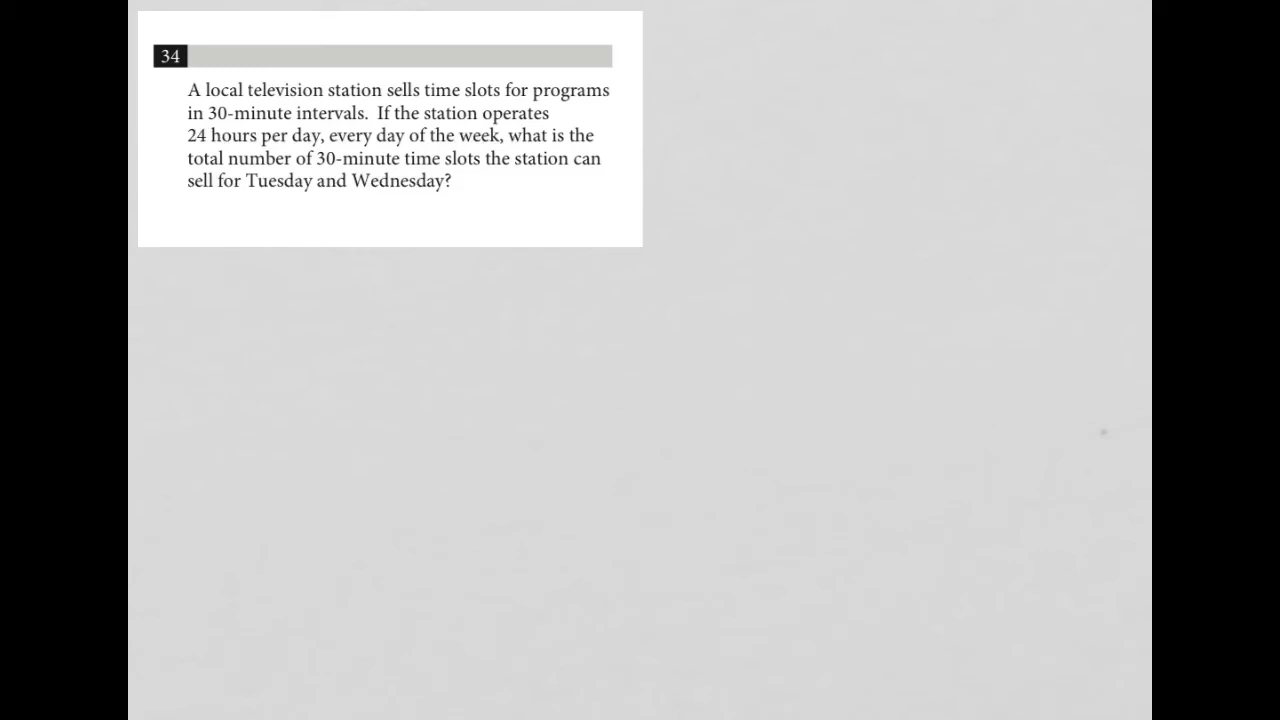 34
A local television station sells time slots for programs
in 30-minute intervals.  If the station operates
24 hours per day, every day of the week, what is the
total number of 30-minute time slots the station can
sell for Tuesday and Wednesday?